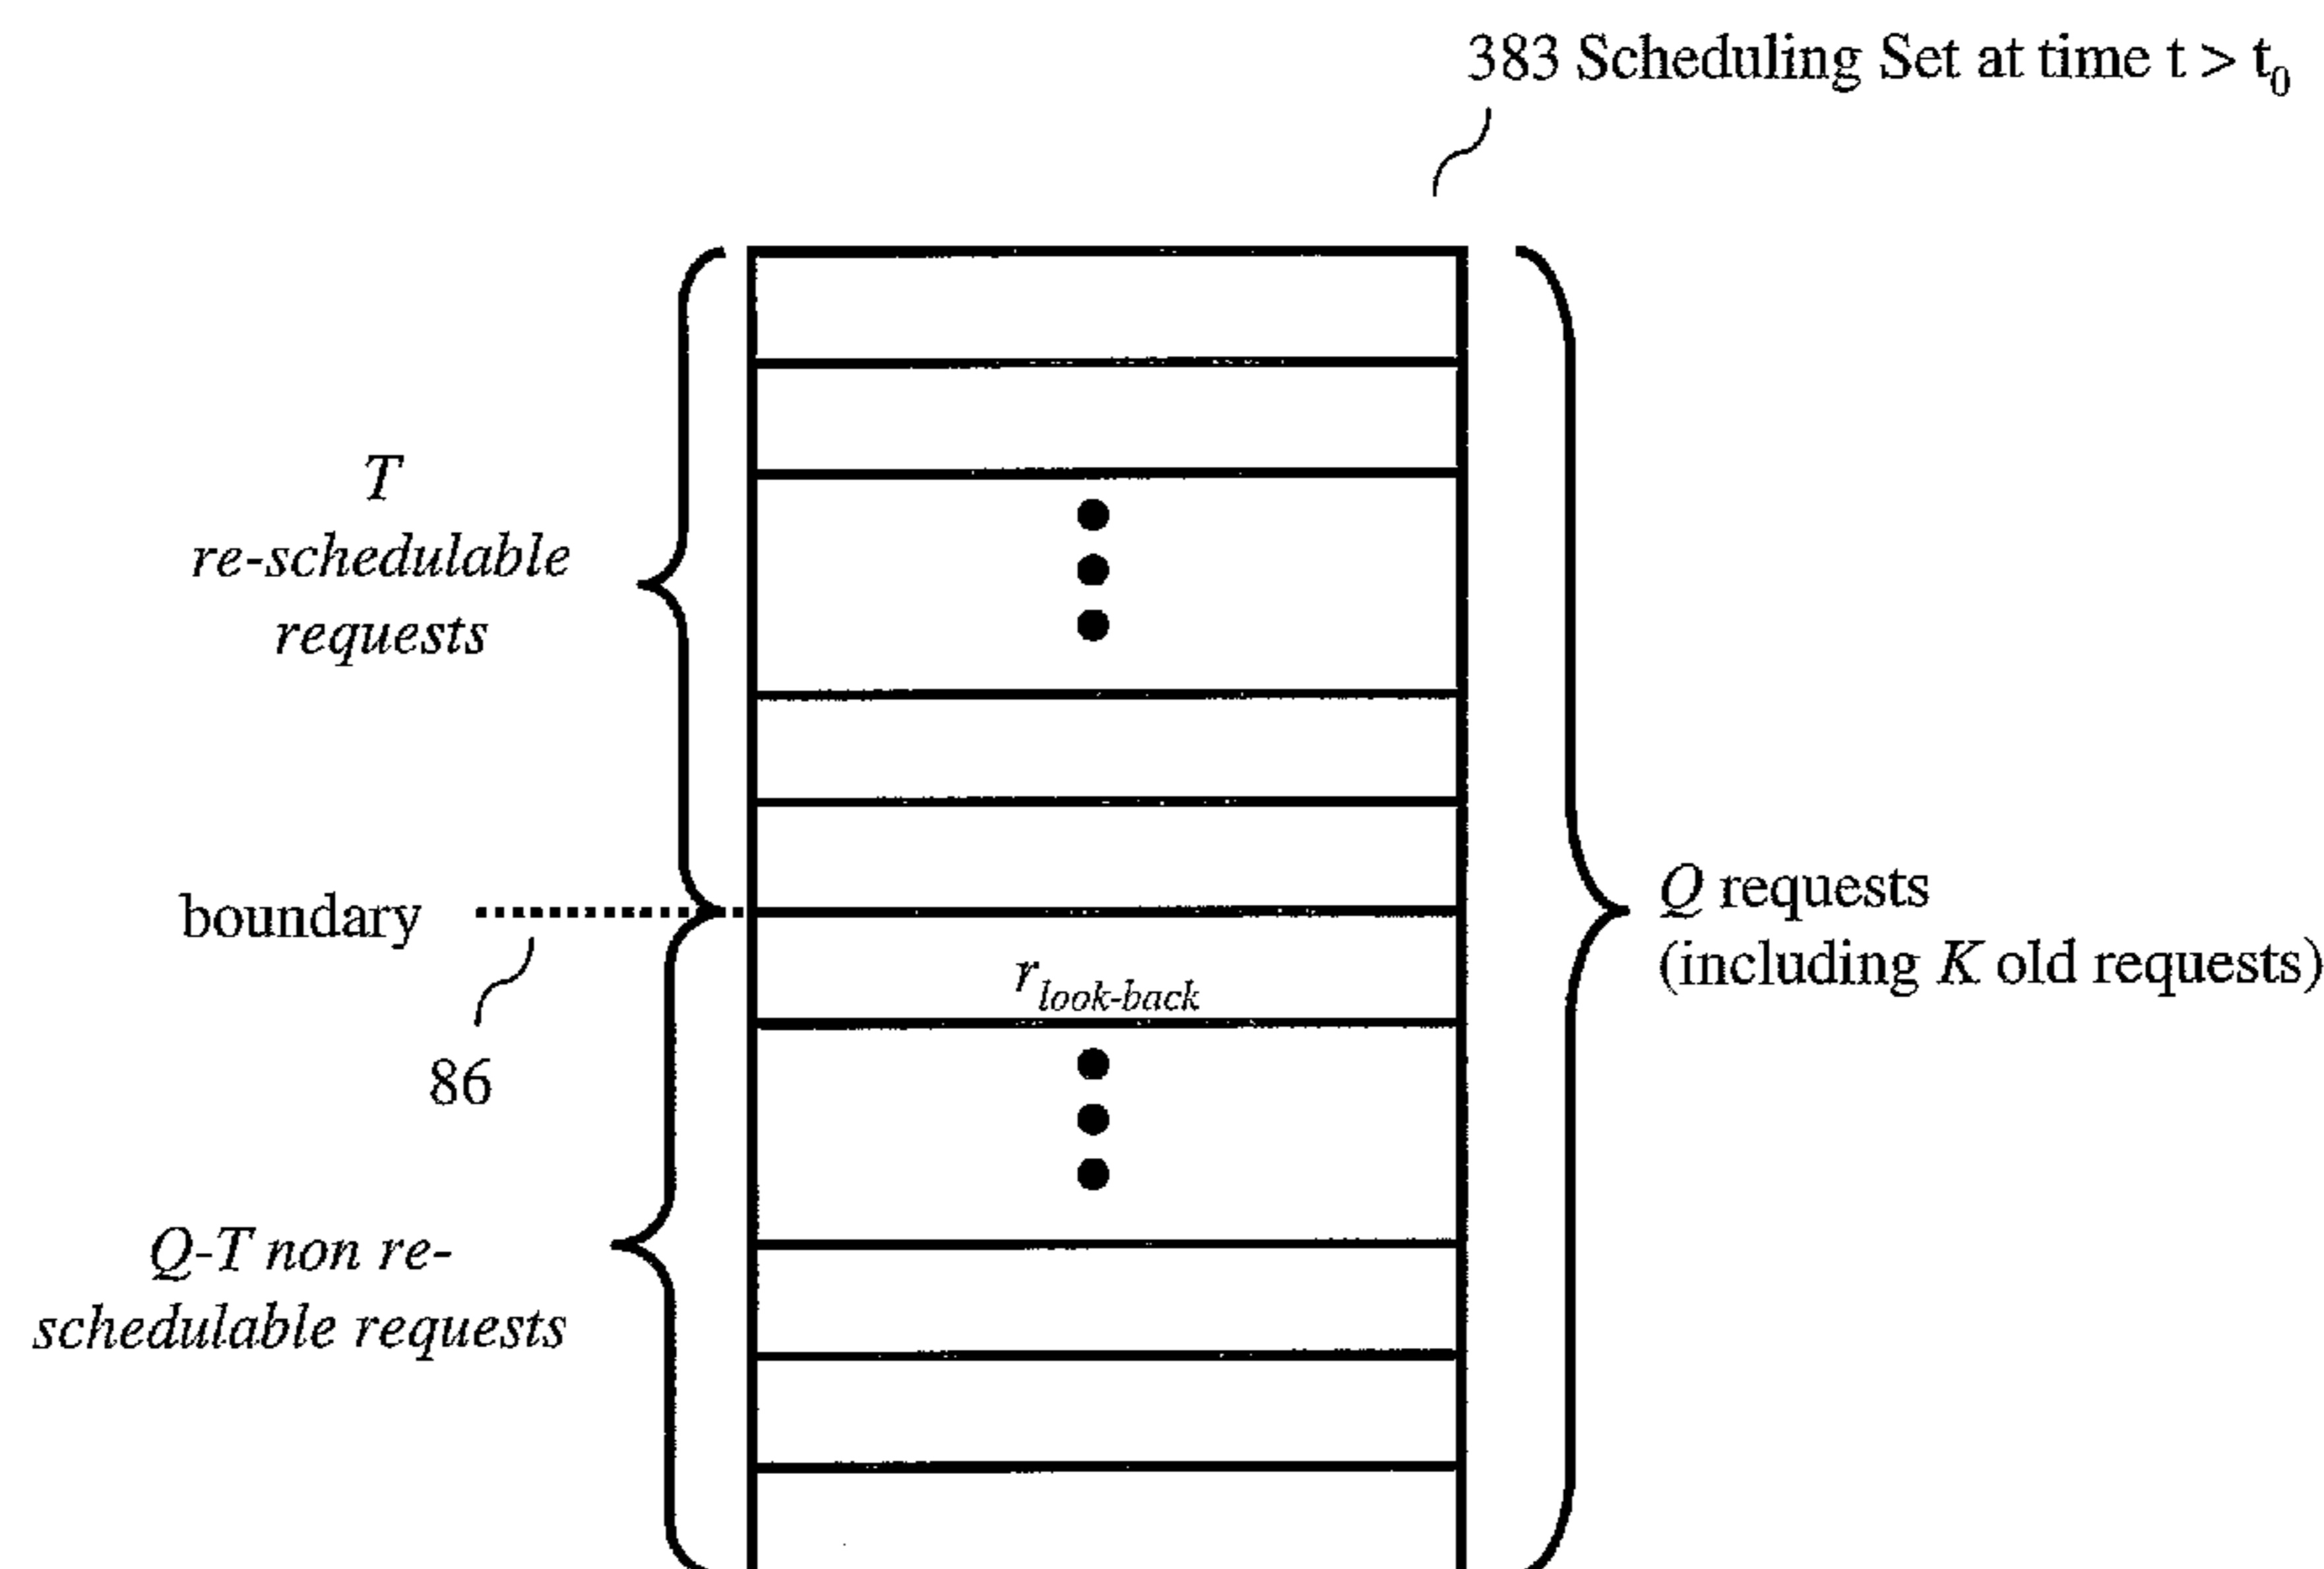 383 Scheduling Set at time t > t₀
T
re-schedulable
requests
boundary
86
r look-back
Q requests
(including K old requests)
Q-T non re-
schedulable requests